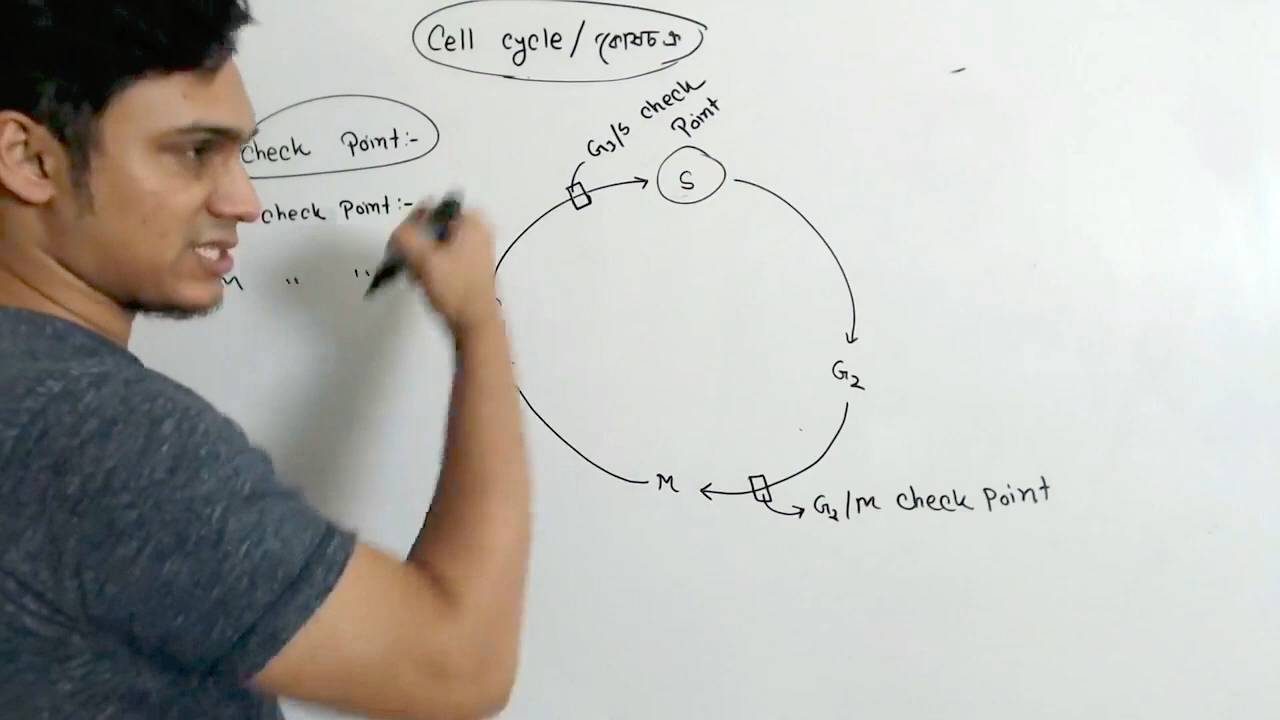 Cell cycle / কোষচক্র
check Point:-
check Point:-
M " "
G1/S check
Point
S
G2
M
G2/M check Point